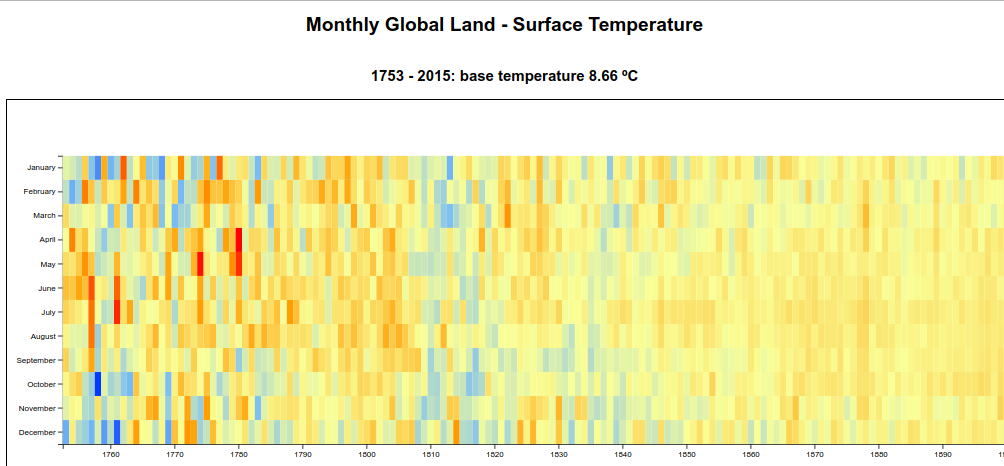 Monthly Global Land - Surface Temperature
1753 - 2015: base temperature 8.66 ºC
January
February
March
April
May
June
July
August
September
October
November
December
1760 1770 1780 1790 1800 1810 1820 1830 1840 1850 1860 1870 1880 1890